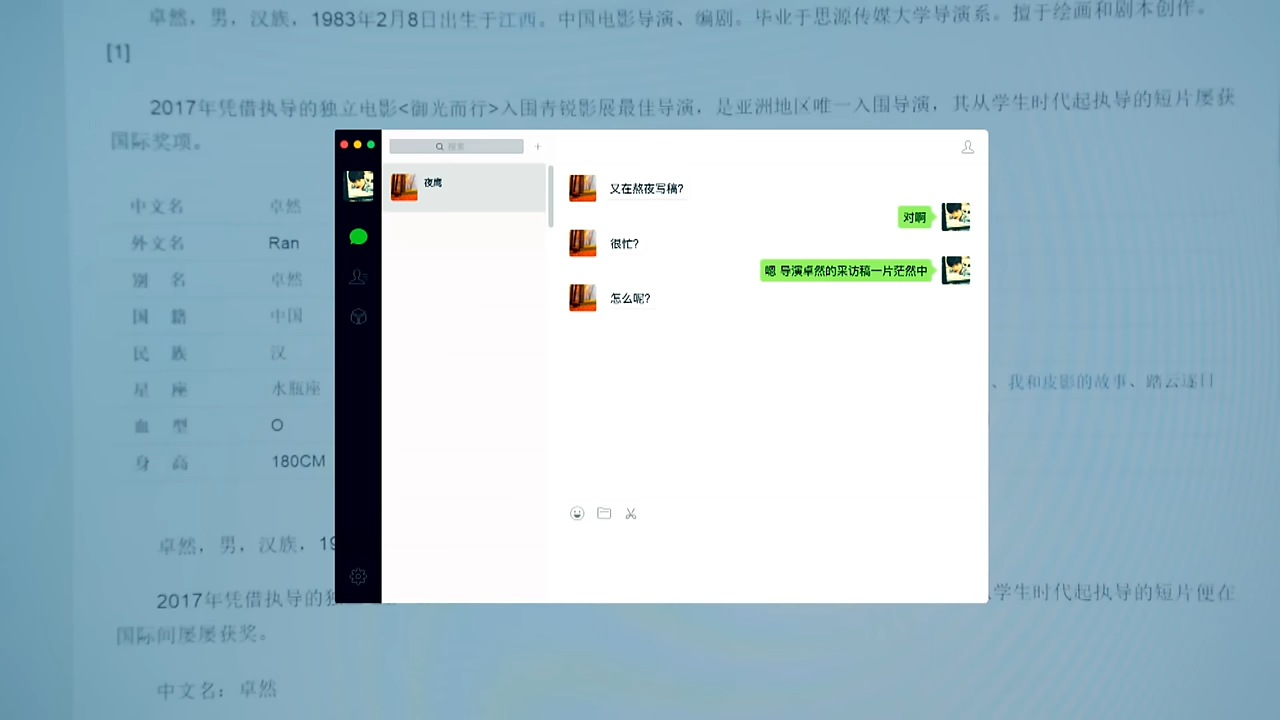 卓然，男，汉族，1983年2月8日出生于江西。中国电影导演、编剧。毕业于思源传媒大学导演系。擅于绘画和剧本创作。
[1]
2017年凭借执导的独立电影<御光而行>入围青锐影展最佳导演，是亚洲地区唯一入围导演，其从学生时代起执导的短片屡获
国际奖项。
中文名 卓然
外文名 Ran
别 名 卓然
国 籍 中国
民 族 汉
星 座 水瓶座
、我和皮影的故事、踏云逐日
血 型 O
身 高 180CM
搜索
夜鹰
又在熬夜写稿?
对啊
很忙?
嗯 导演卓然的采访稿一片茫然中
怎么呢?
卓然，男，汉族，19
2017年凭借执导的独
从学生时代起执导的短片便在
国际间屡屡获奖。
中文名：卓然